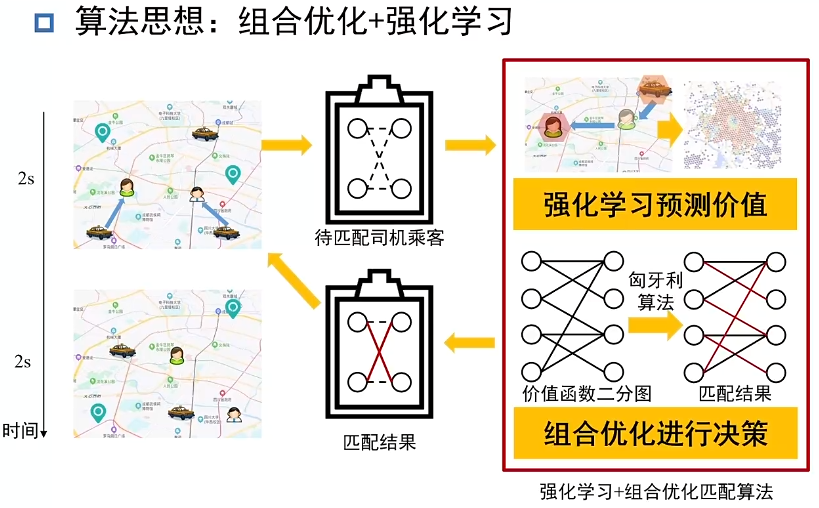 算法思想：组合优化+强化学习
2s
2s
时间
待匹配司机乘客
匹配结果
强化学习预测价值
匈牙利
算法
价值函数二分图
匹配结果
组合优化进行决策
强化学习+组合优化匹配算法